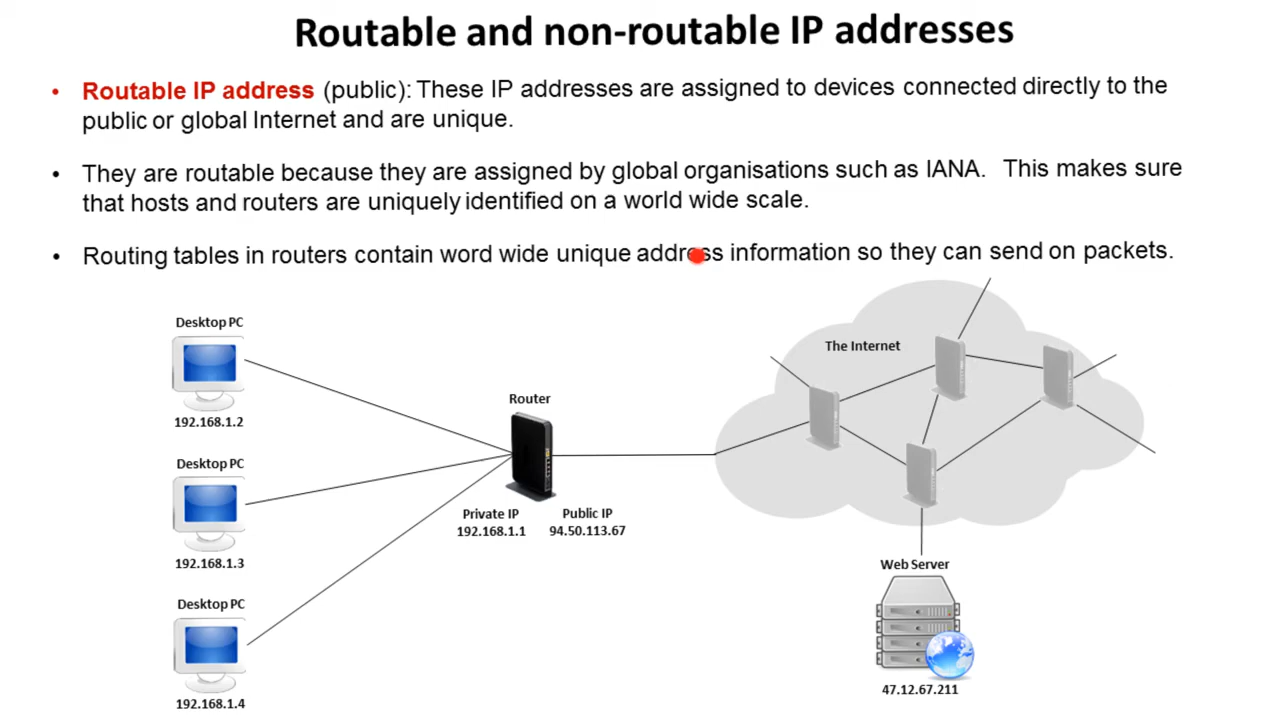 Routable and non-routable IP addresses
• Routable IP address (public): These IP addresses are assigned to devices connected directly to the
public or global Internet and are unique.
• They are routable because they are assigned by global organisations such as IANA. This makes sure
that hosts and routers are uniquely identified on a world wide scale.
• Routing tables in routers contain word wide unique address information so they can send on packets.
Desktop PC
192.168.1.2
Desktop PC
192.168.1.3
Desktop PC
192.168.1.4
Router
Private IP
192.168.1.1
Public IP
94.50.113.67
The Internet
Web Server
47.12.67.211